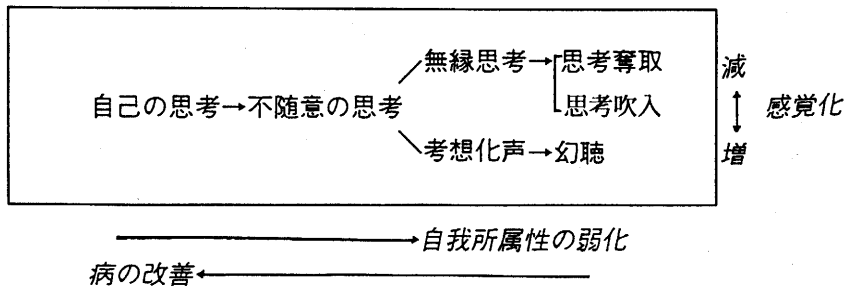 無縁思考→思考奪取 減
自己の思考→不随意の思考 思考吹入 感覚化
考想化声→幻聴 増
自我所属性の弱化
病の改善